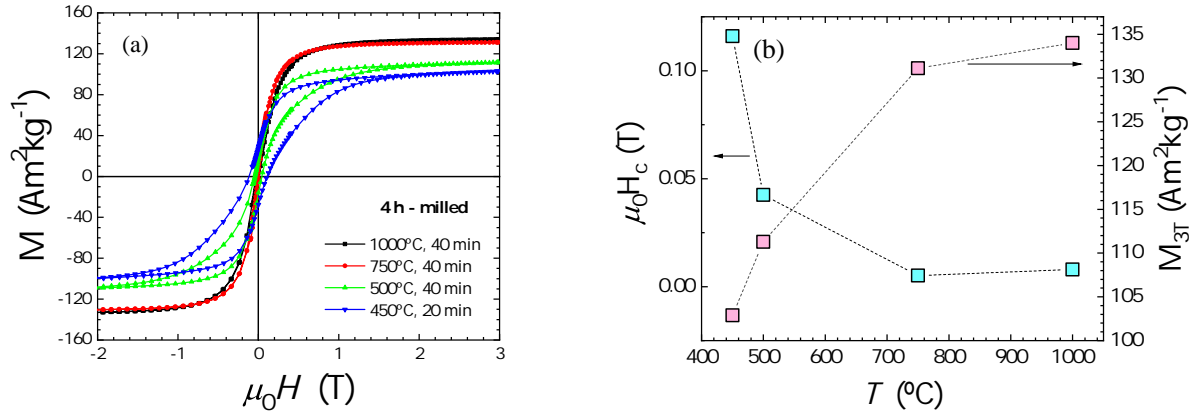 (a)
M (Am²kg⁻¹)
160
120
80
40
0
-40
-80
-120
-160
4 h - milled
1000ºC, 40 min
750ºC, 40 min
500ºC, 40 min
450ºC, 20 min
-2 -1 0 1 2 3
μ₀H (T)
(b)
μ₀H_C (T)
0.10
0.05
0.00
135
130
125
120
115
110
105
100
M_3T (Am²kg⁻¹)
400 500 600 700 800 900 1000
T (ºC)